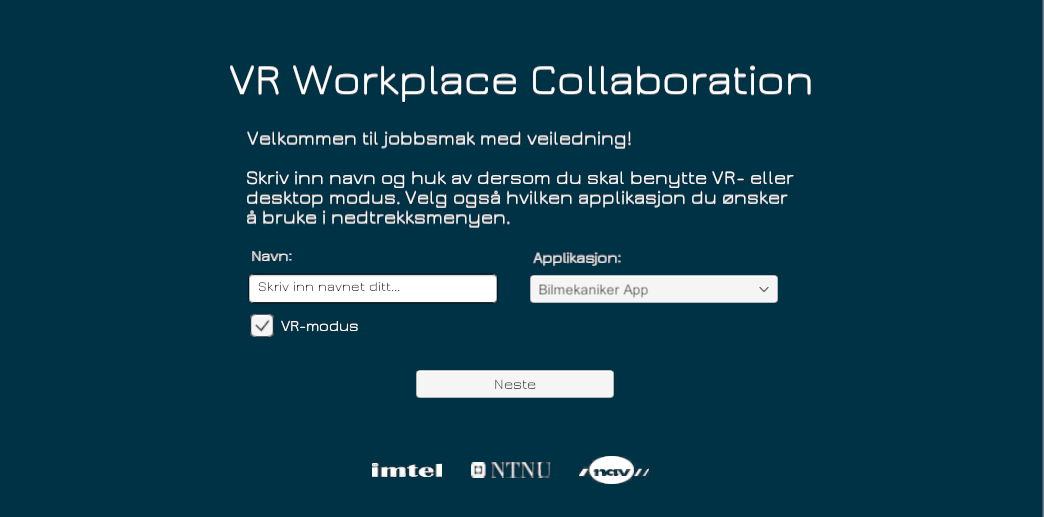 VR Workplace Collaboration
Velkommen til jobbsmak med veiledning!
Skriv inn navn og huk av dersom du skal benytte VR- eller
desktop modus. Velg også hvilken applikasjon du ønsker
å bruke i nedtrekksmenyen.
Navn:
Applikasjon:
Skriv inn navnet ditt...
Bilmekaniker App
VR-modus
Neste
imtel
NTNU
nav